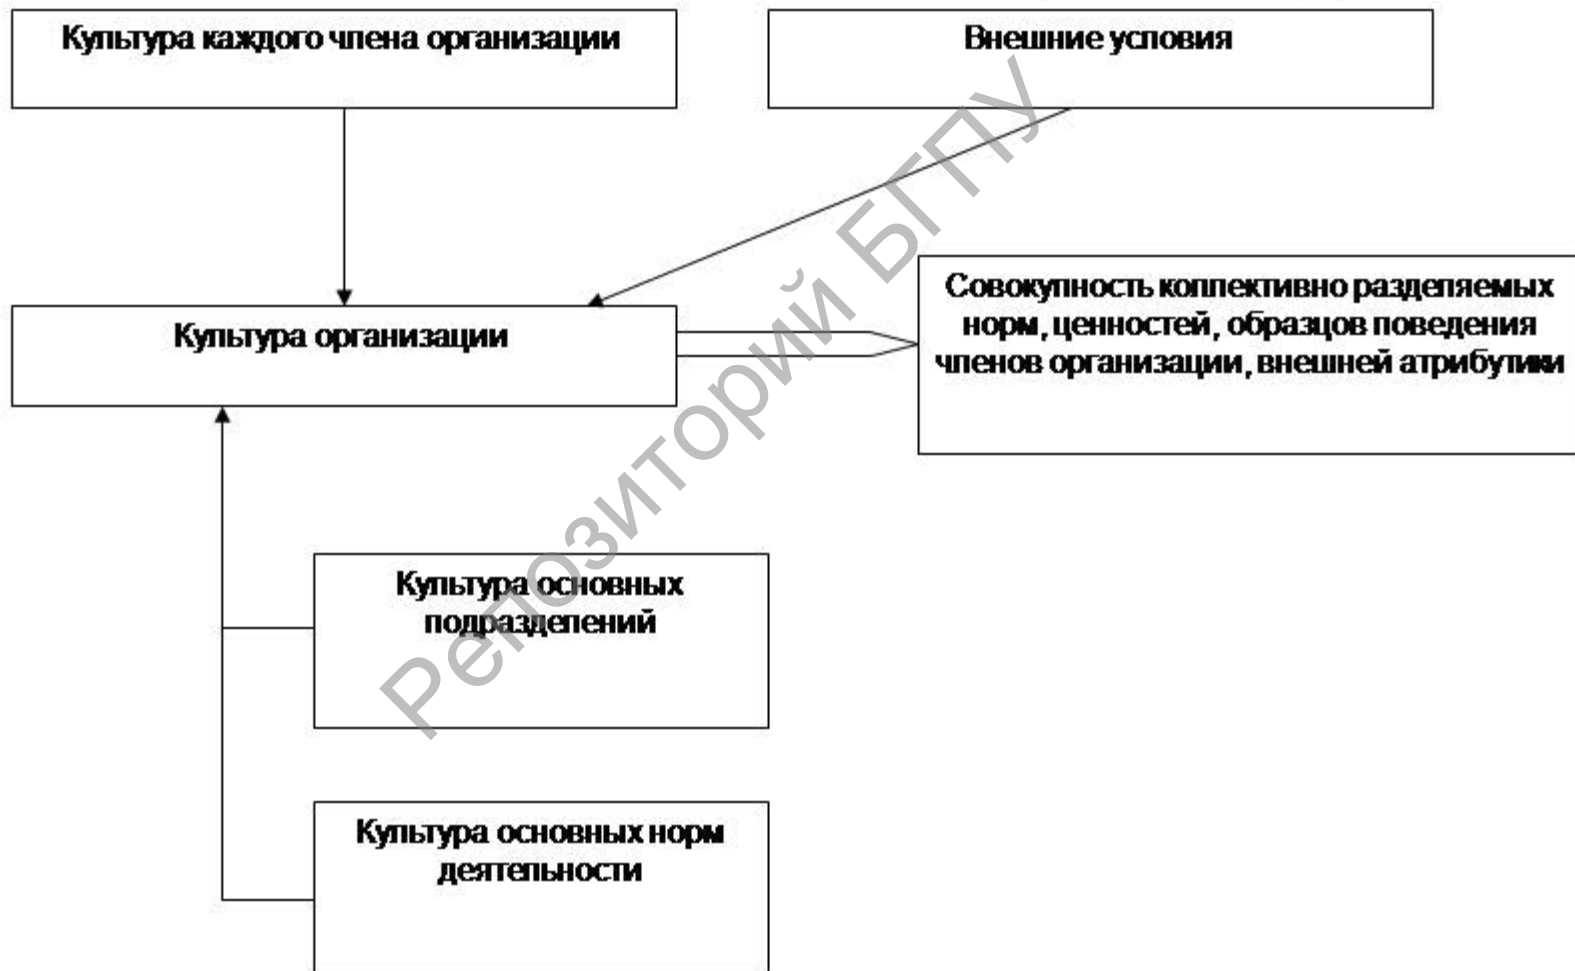 Культура каждого члена организации
Внешние условия
Культура организации
Совокупность коллективно разделяемых
норм, ценностей, образцов поведения
членов организации, внешней атрибутики
Культура основных
подразделений
Культура основных норм
деятельности
Репозиторий БГПУ